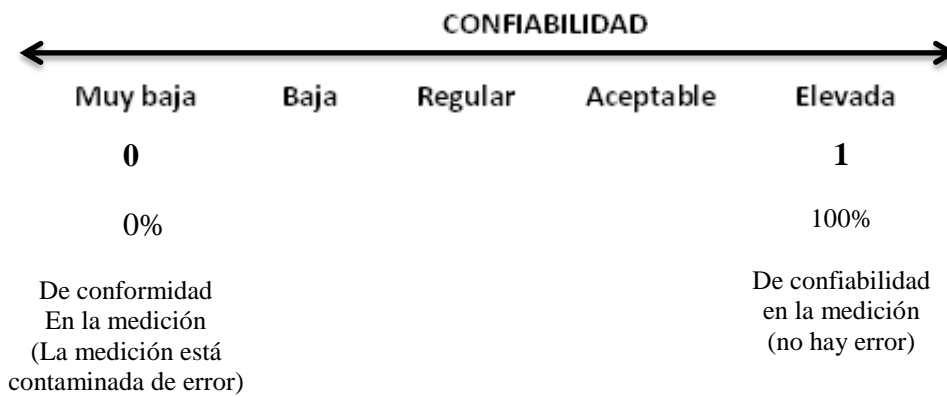 CONFIABILIDAD
Muy baja Baja Regular Aceptable Elevada
0 1
0% 100%
De conformidad
En la medición
(La medición está
contaminada de error)
De confiabilidad
en la medición
(no hay error)